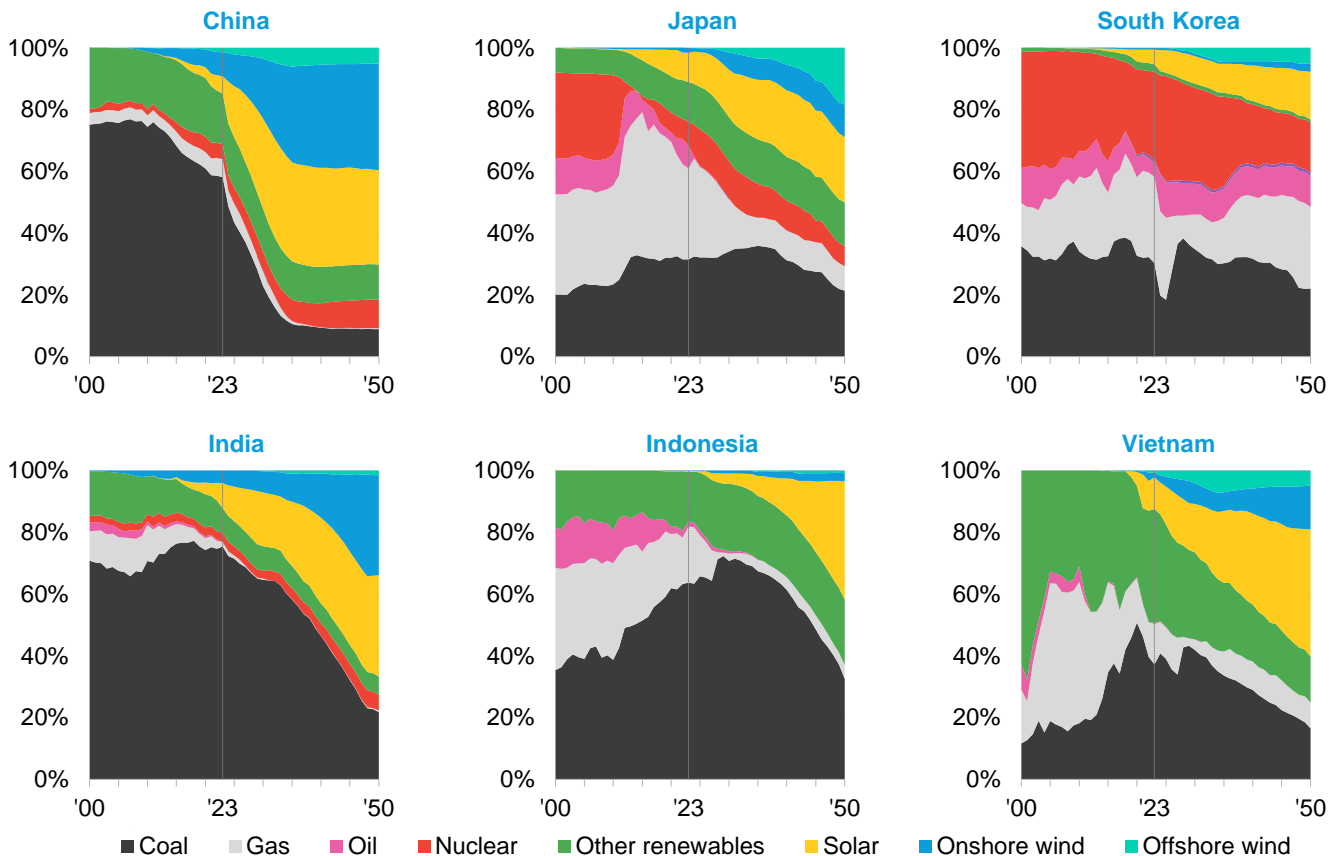 China Japan South Korea
100% 100% 100%
80% 80% 80%
60% 60% 60%
40% 40% 40%
20% 20% 20%
0% 0% 0%
'00 '23 '50 '00 '23 '50 '00 '23 '50
India Indonesia Vietnam
100% 100% 100%
80% 80% 80%
60% 60% 60%
40% 40% 40%
20% 20% 20%
0% 0% 0%
'00 '23 '50 '00 '23 '50 '00 '23 '50
Coal Gas Oil Nuclear Other renewables Solar Onshore wind Offshore wind